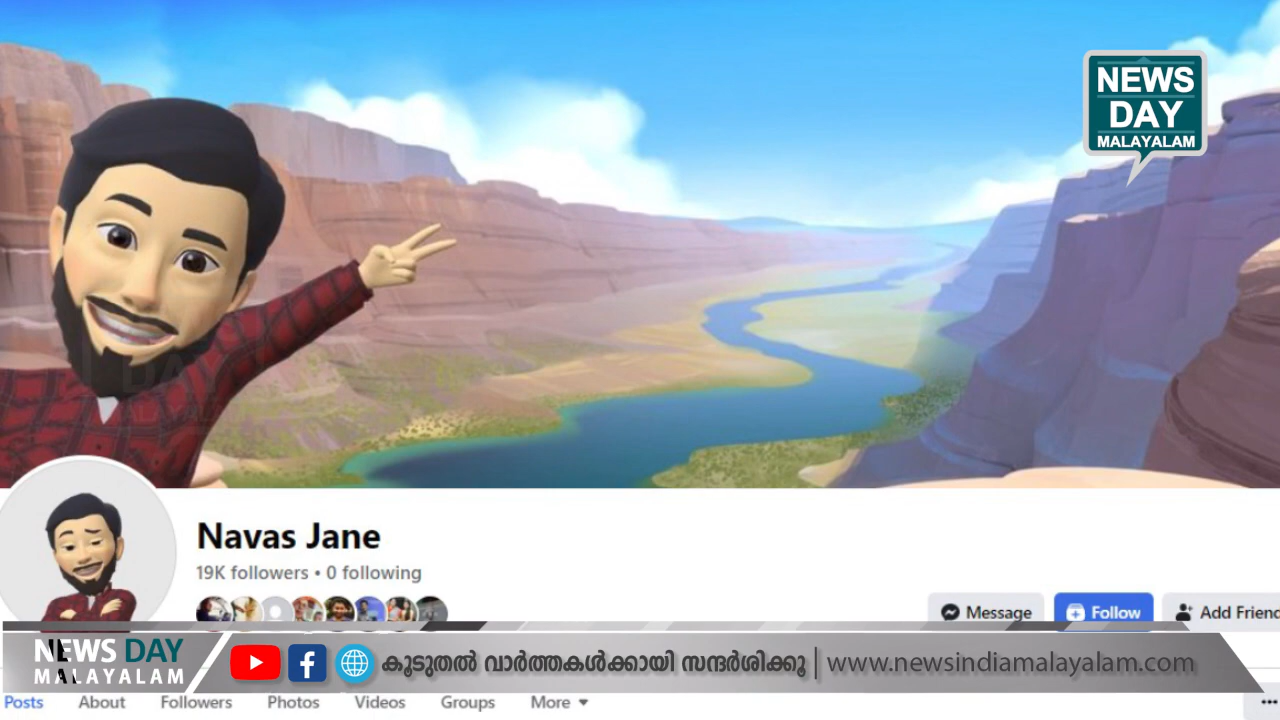 NEWS
DAY
MALAYALAM
Navas Jane
19K followers • 0 following
Message
Follow
Add Friend
NEWS DAY
MALAYALAM
കൂടുതൽ വാർത്തകൾക്കായി സന്ദർശിക്കൂ | www.newsindiamalayalam.com
Posts
About
Followers
Photos
Videos
Groups
More